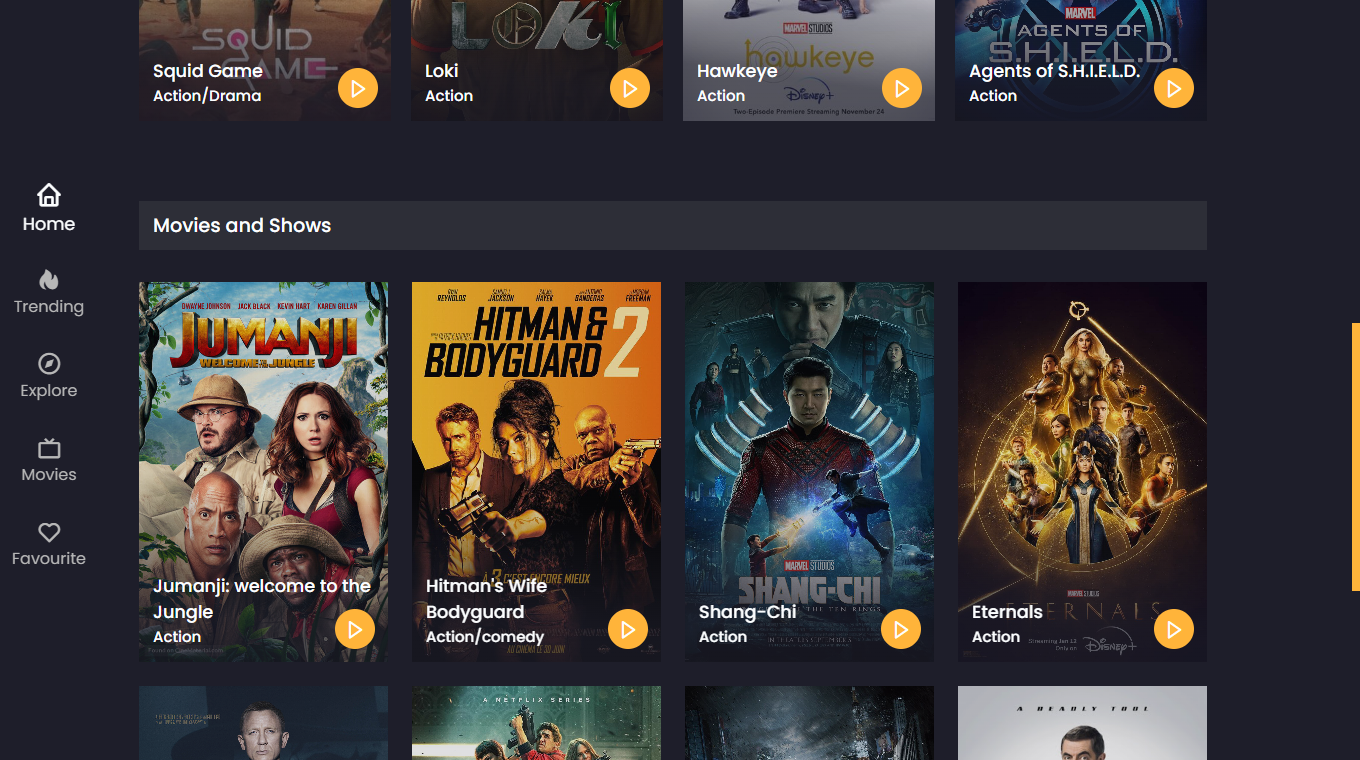 SQUID
GAME
Squid Game
Action/Drama
LOKI
Loki
Action
MARVEL STUDIOS
hawkeye
Hawkeye
Action
Disney+
Two-Episode Premiere Streaming November 24
MARVEL
AGENTS OF
S.H.I.E.L.D.
Agents of S.H.I.E.L.D.
Action
Home
Trending
Explore
Movies
Favourite
Movies and Shows
DWAYNE JOHNSON JACK BLACK KEVIN HART KAREN GILLAN
JUMANJI
WELCOME TO THE JUNGLE
Jumanji: welcome to the
Jungle
Action
RYAN REYNOLDS
SAMUEL L. JACKSON
SALMA HAYEK
ANTONIO BANDERAS
MORGAN FREEMAN
HITMAN &
BODYGUARD 2
À 3 C'EST ENCORE MIEUX
Hitman's Wife
Bodyguard
Action/comedy
AU CINÉMA LE 30 JUIN
MARVEL STUDIOS
SHANG-CHI
THE TEN RINGS
Shang-Chi
Action
MARVEL STUDIOS
ETERNALS
Eternals
Action
Streaming Jan 12
Only on
Disney+
A NETFLIX SERIES
A DEADLY TOOL